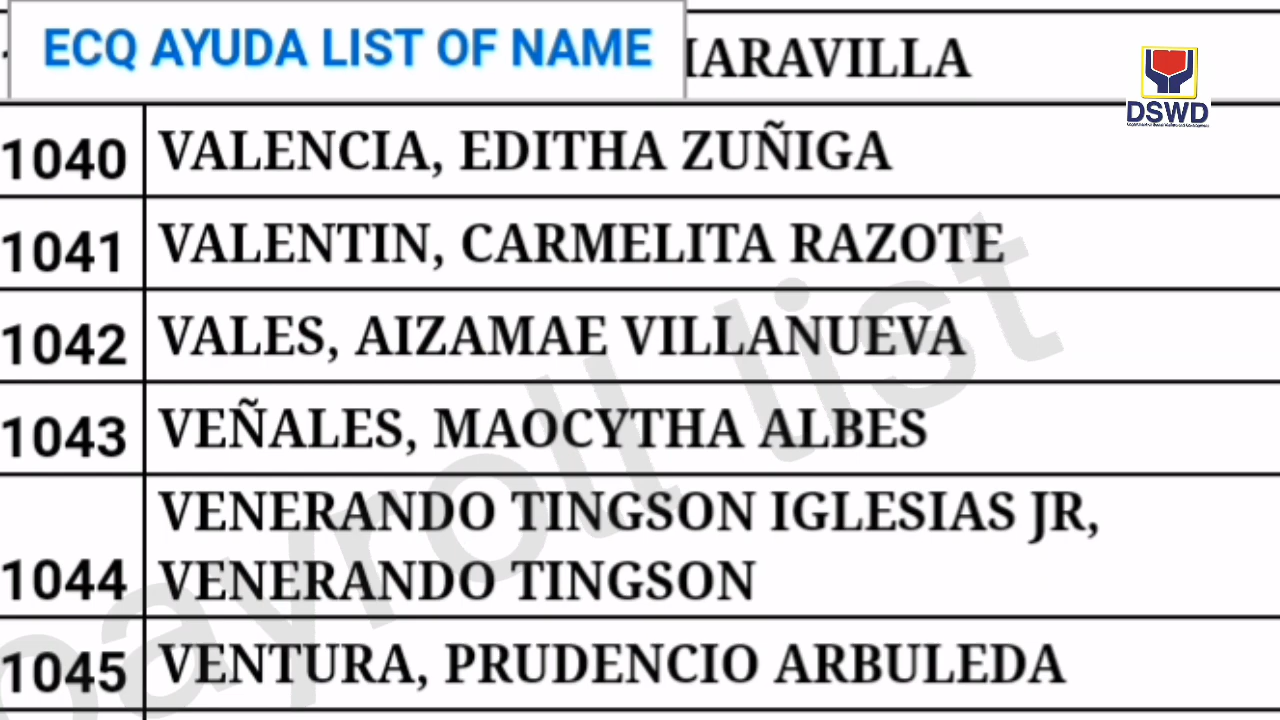 ECQ AYUDA LIST OF NAME
MARAVILLA
DSWD
1040 VALENCIA, EDITHA ZUÑIGA
1041 VALENTIN, CARMELITA RAZOTE
1042 VALES, AIZAMAE VILLANUEVA
1043 VEÑALES, MAOCYTHA ALBES
VENERANDO TINGSON IGLESIAS JR,
1044 VENERANDO TINGSON
1045 VENTURA, PRUDENCIO ARBULEDA
payroll list